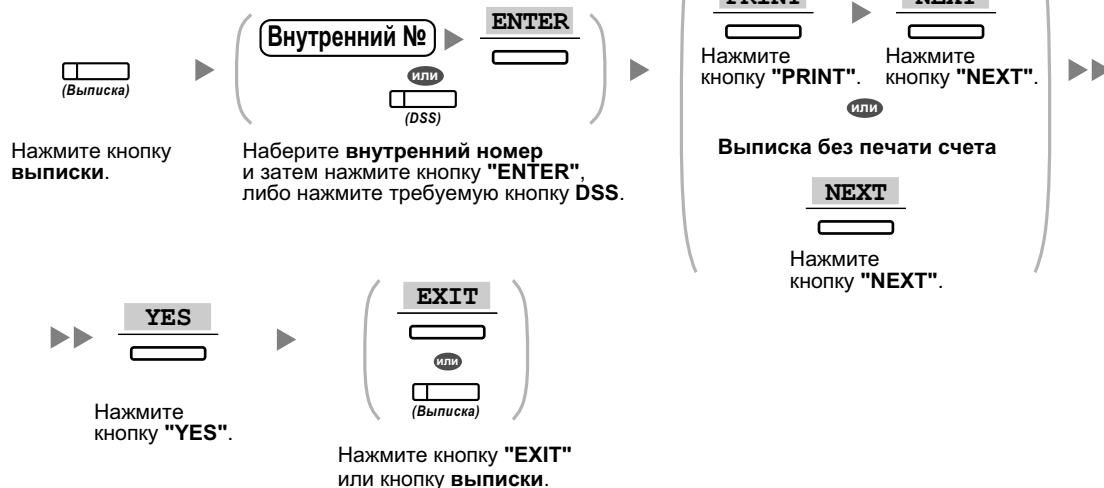 PRINT
NEXT
Нажмите
кнопку "PRINT".
Нажмите
кнопку "NEXT".
или
Выписка без печати счета
NEXT
Нажмите
кнопку "NEXT".
(Выписка)
Нажмите кнопку
выписки.
Внутренний №
ENTER
или
(DSS)
Наберите внутренний номер
и затем нажмите кнопку "ENTER",
либо нажмите требуемую кнопку DSS.
YES
Нажмите
кнопку "YES".
EXIT
или
(Выписка)
Нажмите кнопку "EXIT"
или кнопку выписки.